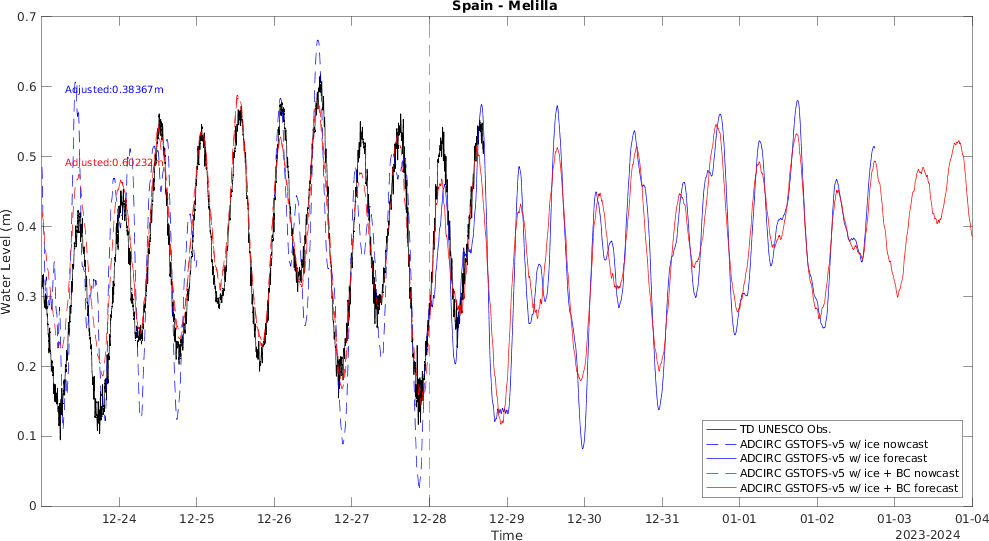 Spain - Melilla
0.7
0.6
0.5
0.4
0.3
0.2
0.1
0
Water Level (m)
Adjusted:0.38367m
Adjusted:0.60232m
TD UNESCO Obs.
ADCIRC GSTOFS-v5 w/ ice nowcast
ADCIRC GSTOFS-v5 w/ ice forecast
ADCIRC GSTOFS-v5 w/ ice + BC nowcast
ADCIRC GSTOFS-v5 w/ ice + BC forecast
12-24 12-25 12-26 12-27 12-28 12-29 12-30 12-31 01-01 01-02 01-03 01-04
Time
2023-2024